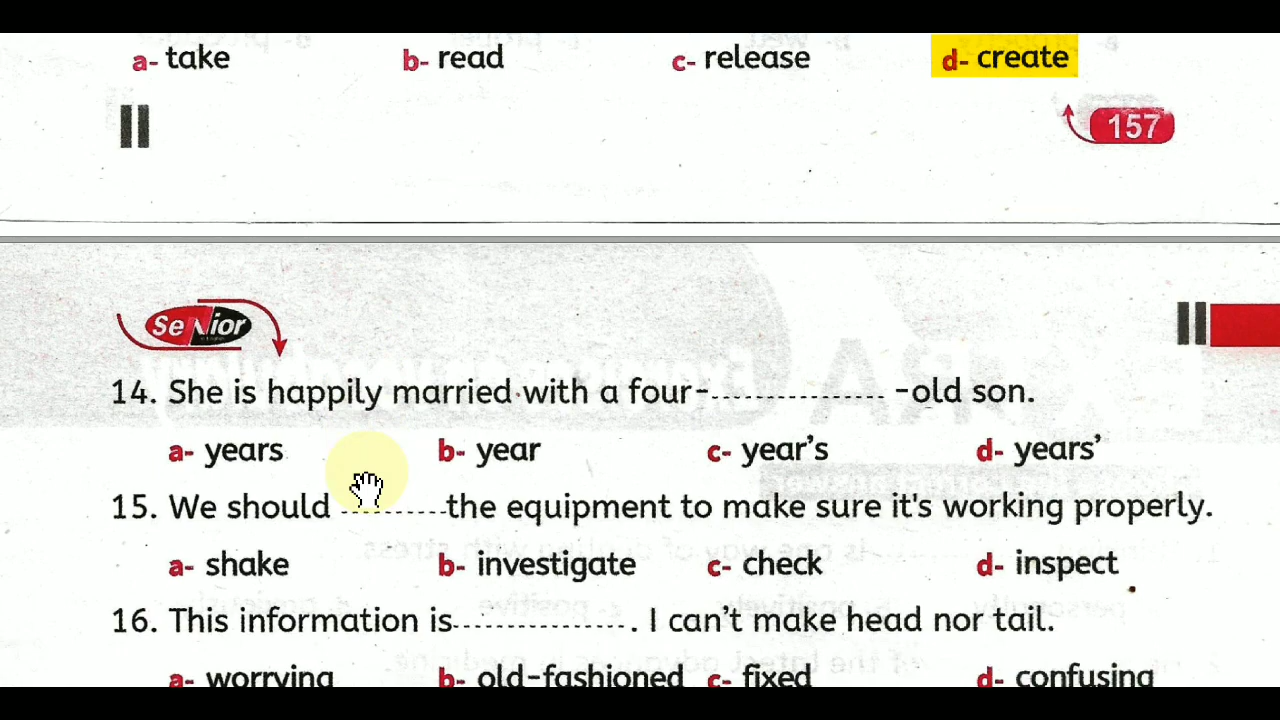 a- take b- read c- release d- create
157
Senior
14. She is happily married with a four-............... -old son.
a- years b- year c- year's d- years'
15. We should ..........the equipment to make sure it's working properly.
a- shake b- investigate c- check d- inspect
16. This information is............... . I can't make head nor tail.
a- worrying b- old-fashioned c- fixed d- confusing